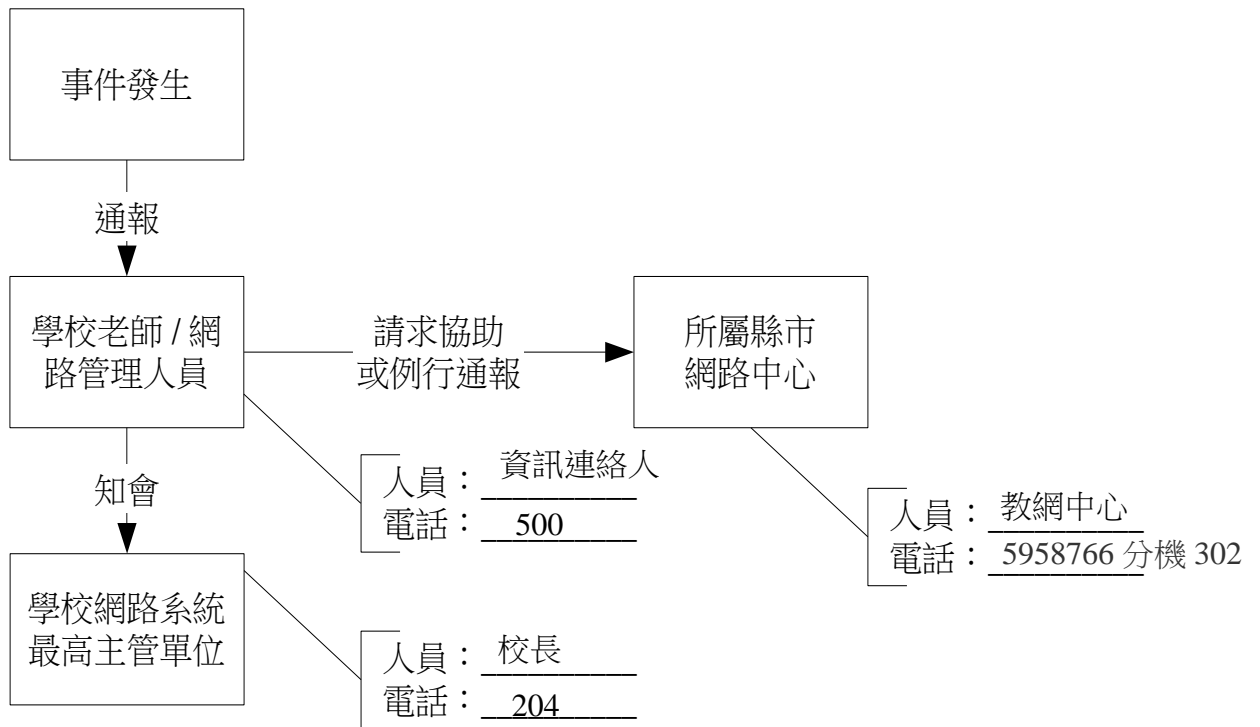 事件發生
通報
學校老師 / 網
路管理人員
請求協助
或例行通報
所屬縣市
網路中心
人員：資訊連絡人
電話：500
知會
人員：教網中心
電話：5958766 分機 302
學校網路系統
最高主管單位
人員：校長
電話：204